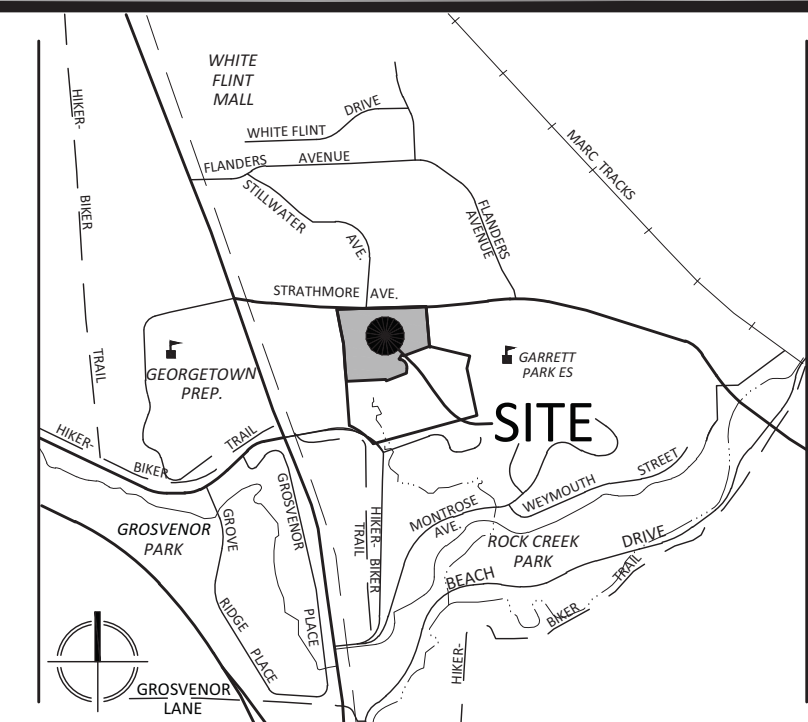 WHITE
FLINT
MALL
DRIVE
WHITE FLINT
FLANDERS
AVENUE
STILLWATER
AVE.
FLANDERS
AVENUE
MARC TRACKS
HIKER-
BIKER
TRAIL
STRATHMORE AVE.
GEORGETOWN
PREP.
GARRETT
PARK ES
SITE
HIKER-
BIKER
TRAIL
GROSVENOR
PLACE
GROSVENOR
PARK
GROVE
RIDGE
PLACE
HIKER- BIKER
TRAIL
MONTROSE
AVE.
WEYMOUTH
STREET
ROCK CREEK
PARK
BEACH
DRIVE
TRAIL
BIKER
HIKER-
GROSVENOR
LANE